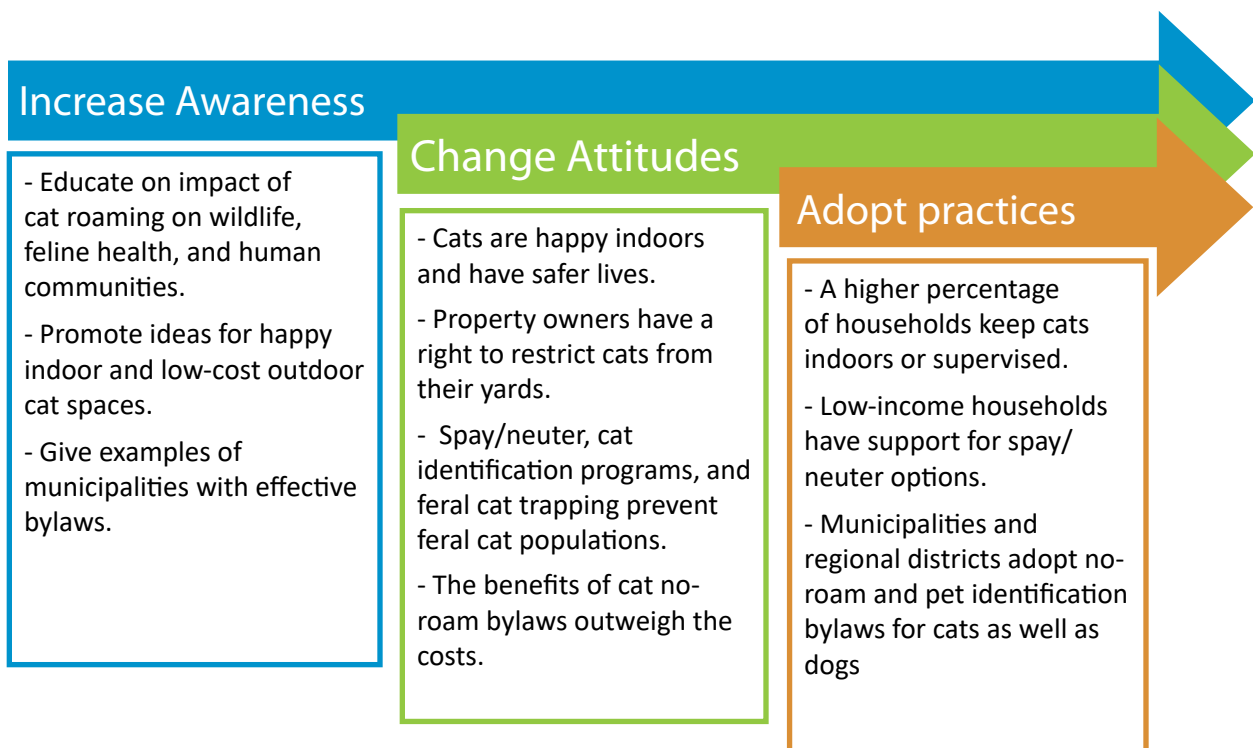 Increase Awareness
- Educate on impact of
cat roaming on wildlife,
feline health, and human
communities.
- Promote ideas for happy
indoor and low-cost outdoor
cat spaces.
- Give examples of
municipalities with effective
bylaws.
Change Attitudes
- Cats are happy indoors
and have safer lives.
- Property owners have a
right to restrict cats from
their yards.
- Spay/neuter, cat
identification programs, and
feral cat trapping prevent
feral cat populations.
- The benefits of cat no-
roam bylaws outweigh the
costs.
Adopt practices
- A higher percentage
of households keep cats
indoors or supervised.
- Low-income households
have support for spay/
neuter options.
- Municipalities and
regional districts adopt no-
roam and pet identification
bylaws for cats as well as
dogs